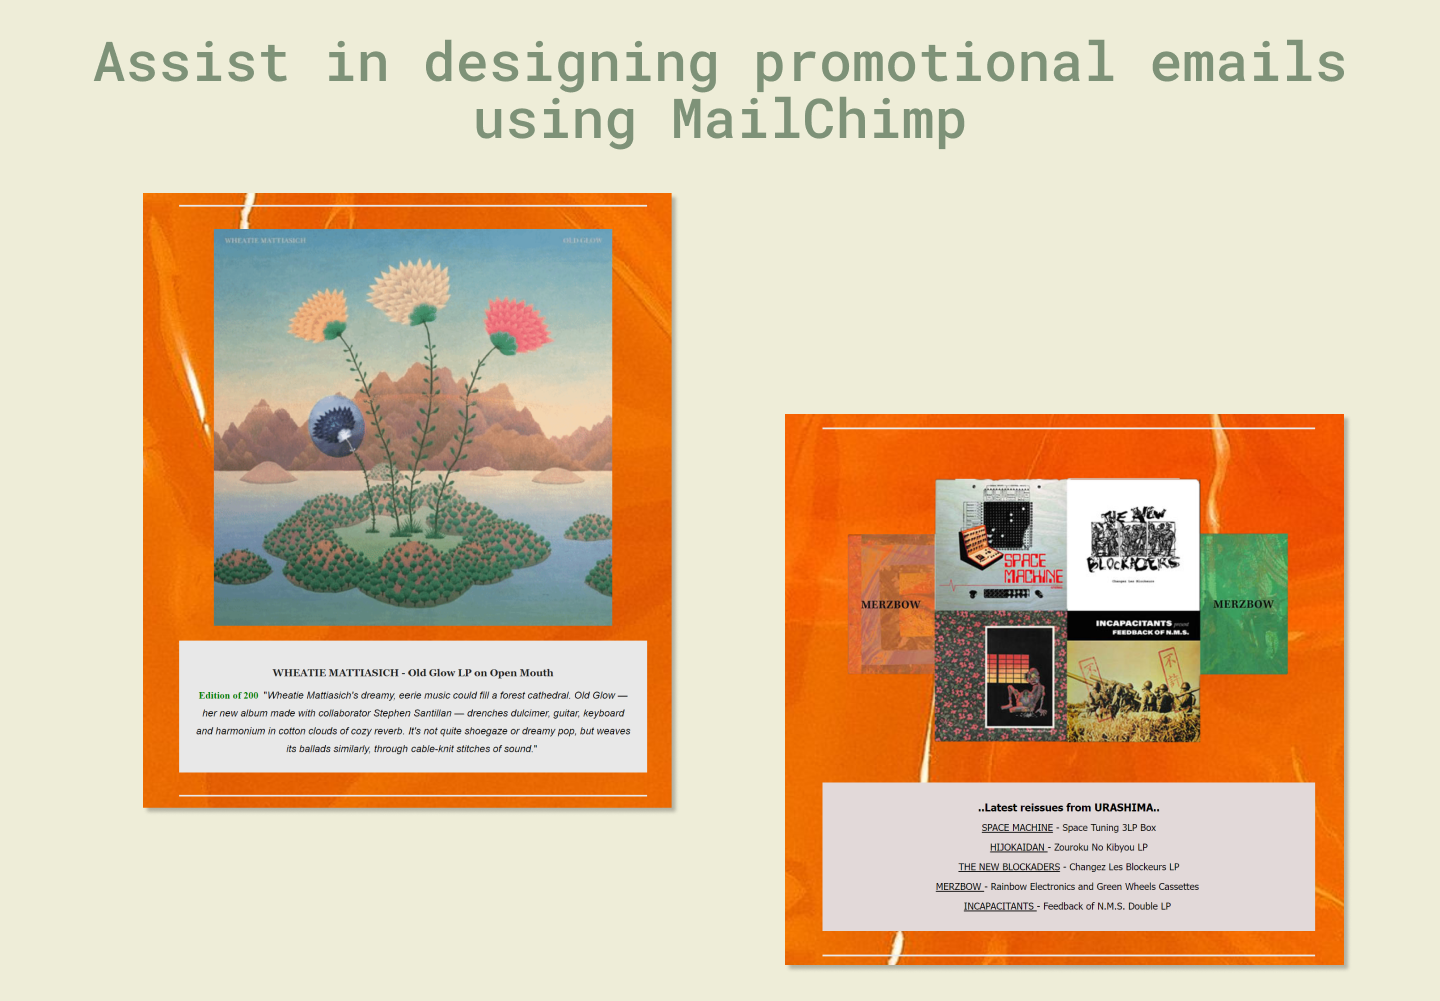 Assist in designing promotional emails
using MailChimp
WHEATIE MATTIASICH
OLD GLOW
WHEATIE MATTIASICH - Old Glow LP on Open Mouth
Edition of 200 "Wheatie Mattiasich's dreamy, eerie music could fill a forest cathedral. Old Glow —
her new album made with collaborator Stephen Santillan — drenches dulcimer, guitar, keyboard
and harmonium in cotton clouds of cozy reverb. It's not quite shoegaze or dreamy pop, but weaves
its ballads similarly, through cable-knit stitches of sound."
SPACE
MACHINE
THE NEW
BLOCKADERS
Changez Les Blockeurs
MERZBOW
MERZBOW
INCAPACITANTS present
FEEDBACK OF N.M.S.
..Latest reissues from URASHIMA..
SPACE MACHINE - Space Tuning 3LP Box
HIJOKAIDAN - Zouroku No Kibyou LP
THE NEW BLOCKADERS - Changez Les Blockeurs LP
MERZBOW - Rainbow Electronics and Green Wheels Cassettes
INCAPACITANTS - Feedback of N.M.S. Double LP